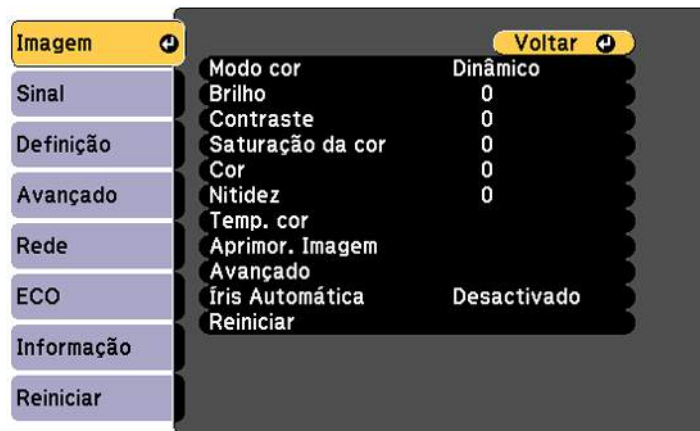 Imagem
Sinal
Definição
Avançado
Rede
ECO
Informação
Reiniciar
Voltar
Modo cor Dinâmico
Brilho 0
Contraste 0
Saturação da cor 0
Cor 0
Nitidez 0
Temp. cor
Aprimor. Imagem
Avançado
Íris Automática Desactivado
Reiniciar